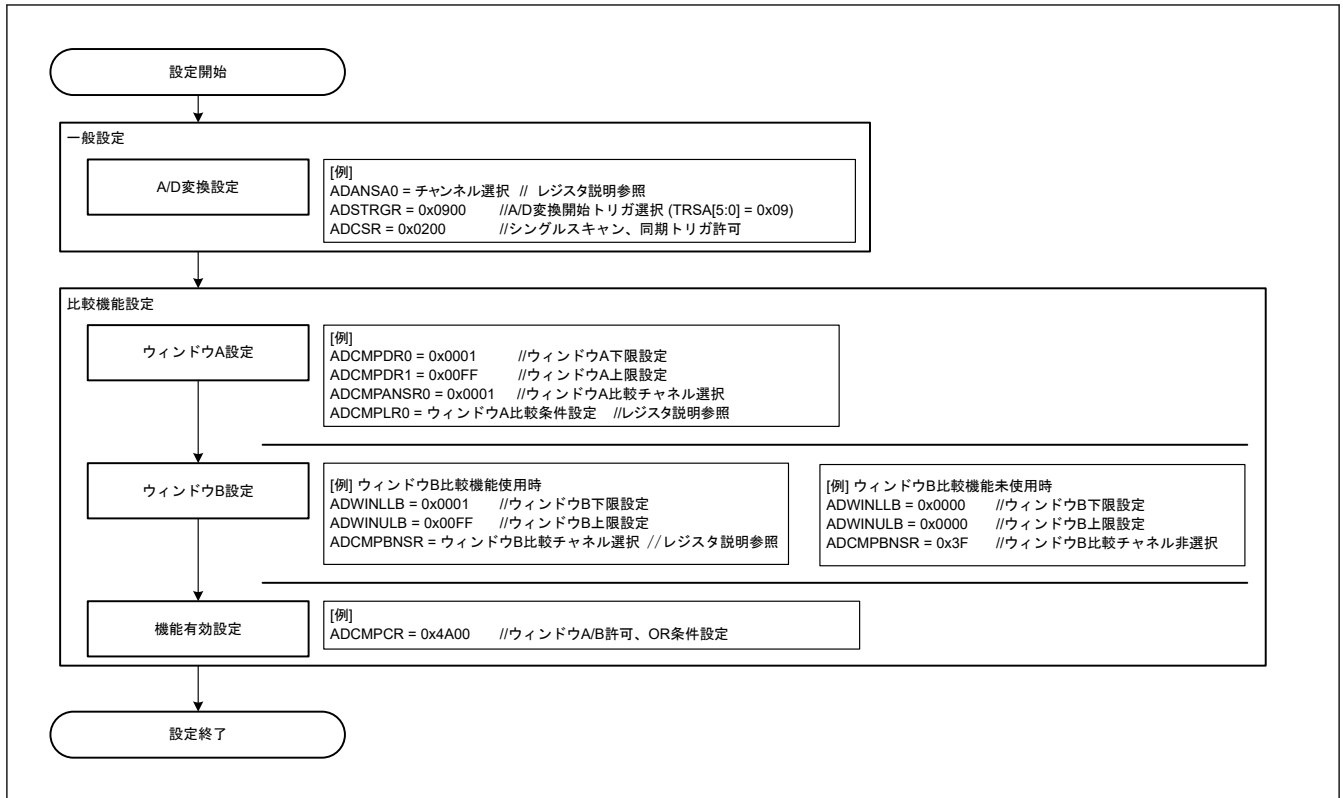 設定開始
一般設定
A/D変換設定
[例]
ADANSA0 = チャンネル選択 // レジスタ説明参照
ADSTRGR = 0x0900 //A/D変換開始トリガ選択 (TRSA[5:0] = 0x09)
ADCSR = 0x0200 //シングルスキャン、同期トリガ許可
比較機能設定
ウィンドウA設定
[例]
ADCMPDR0 = 0x0001 //ウィンドウA下限設定
ADCMPDR1 = 0x00FF //ウィンドウA上限設定
ADCMPANSR0 = 0x0001 //ウィンドウA比較チャネル選択
ADCMPLR0 = ウィンドウA比較条件設定 //レジスタ説明参照
ウィンドウB設定
[例] ウィンドウB比較機能使用時
ADWINLLB = 0x0001 //ウィンドウB下限設定
ADWINULB = 0x00FF //ウィンドウB上限設定
ADCMPBNSR = ウィンドウB比較チャネル選択 //レジスタ説明参照
[例] ウィンドウB比較機能未使用時
ADWINLLB = 0x0000 //ウィンドウB下限設定
ADWINULB = 0x0000 //ウィンドウB上限設定
ADCMPBNSR = 0x3F //ウィンドウB比較チャネル非選択
機能有効設定
[例]
ADCMPCR = 0x4A00 //ウィンドウA/B許可、OR条件設定
設定終了